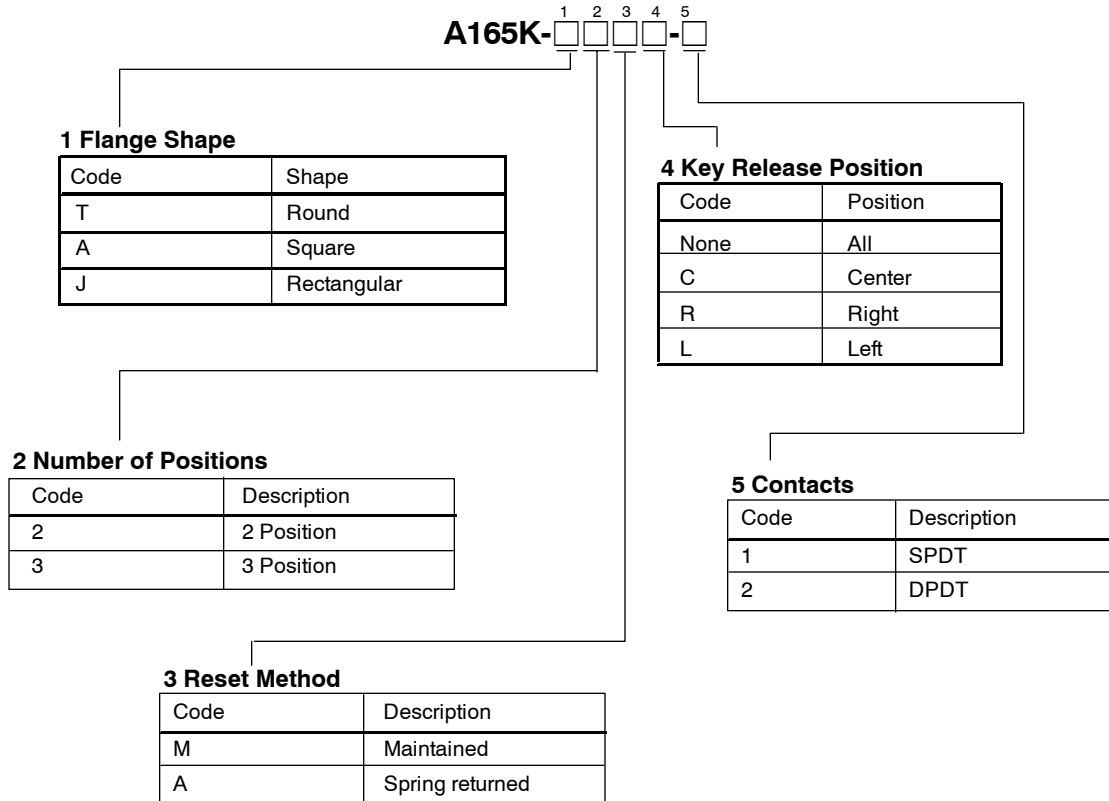 1 2 3 4 5
A165K-□□□□-□
1 Flange Shape
Code Shape
T Round
A Square
J Rectangular
4 Key Release Position
Code Position
None All
C Center
R Right
L Left
2 Number of Positions
Code Description
2 2 Position
3 3 Position
5 Contacts
Code Description
1 SPDT
2 DPDT
3 Reset Method
Code Description
M Maintained
A Spring returned